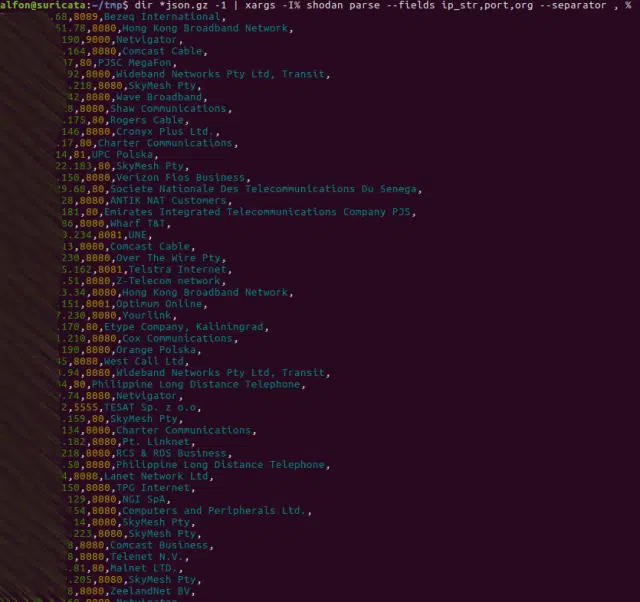 alfon@suricata:~/tmp$ dir *json.gz -1 | xargs -I% shodan parse --fields ip_str,port,org --separator , %
.68,8089,Bezeq International,
51.78,8080,Hong Kong Broadband Network,
190,9000,Netvigator,
.164,8080,Comcast Cable,
37,80,PJSC MegaFon,
92,8080,Wideband Networks Pty Ltd, Transit,
.218,8080,SkyMesh Pty,
42,8080,Wave Broadband,
8,8080,Shaw Communications,
.175,80,Rogers Cable,
146,8080,Cronyx Plus Ltd.,
.17,80,Charter Communications,
14,81,UPC Polska,
22.183,80,SkyMesh Pty,
.150,8080,Verizon Fios Business,
9.68,80,Societe Nationale Des Telecommunications Du Senega,
28,8080,ANTIK NAT Customers,
181,80,Emirates Integrated Telecommunications Company PJS,
86,8080,Wharf T&T,
.234,8081,UNE,
3,8080,Comcast Cable,
230,8080,Over The Wire Pty,
5.162,8081,Telstra Internet,
.51,8080,Z-Telecom network,
3.34,8080,Hong Kong Broadband Network,
.151,8001,Optimum Online,
7.230,8080,Yourlink,
.170,80,Etype Company, Kaliningrad,
.210,8080,Cox Communications,
190,8080,Orange Polska,
45,8080,West Call Ltd,
.94,8080,Wideband Networks Pty Ltd, Transit,
84,80,Philippine Long Distance Telephone,
.74,8080,Netvigator,
2,5555,TESAT Sp. z o.o,
.159,80,SkyMesh Pty,
134,8080,Charter Communications,
.182,8080,Pt. Linknet,
218,8080,RCS & RDS Business,
.50,8080,Philippine Long Distance Telephone,
4,8080,Lanet Network Ltd,
150,8080,TPG Internet,
129,8080,NGI SpA,
54,8080,Computers and Peripherals Ltd.,
14,8080,SkyMesh Pty,
.223,8080,SkyMesh Pty,
8,8080,Comcast Business,
8,8080,Telenet N.V.,
.81,80,Malnet LTD.,
.205,8080,SkyMesh Pty,
8,8080,ZeelandNet BV,